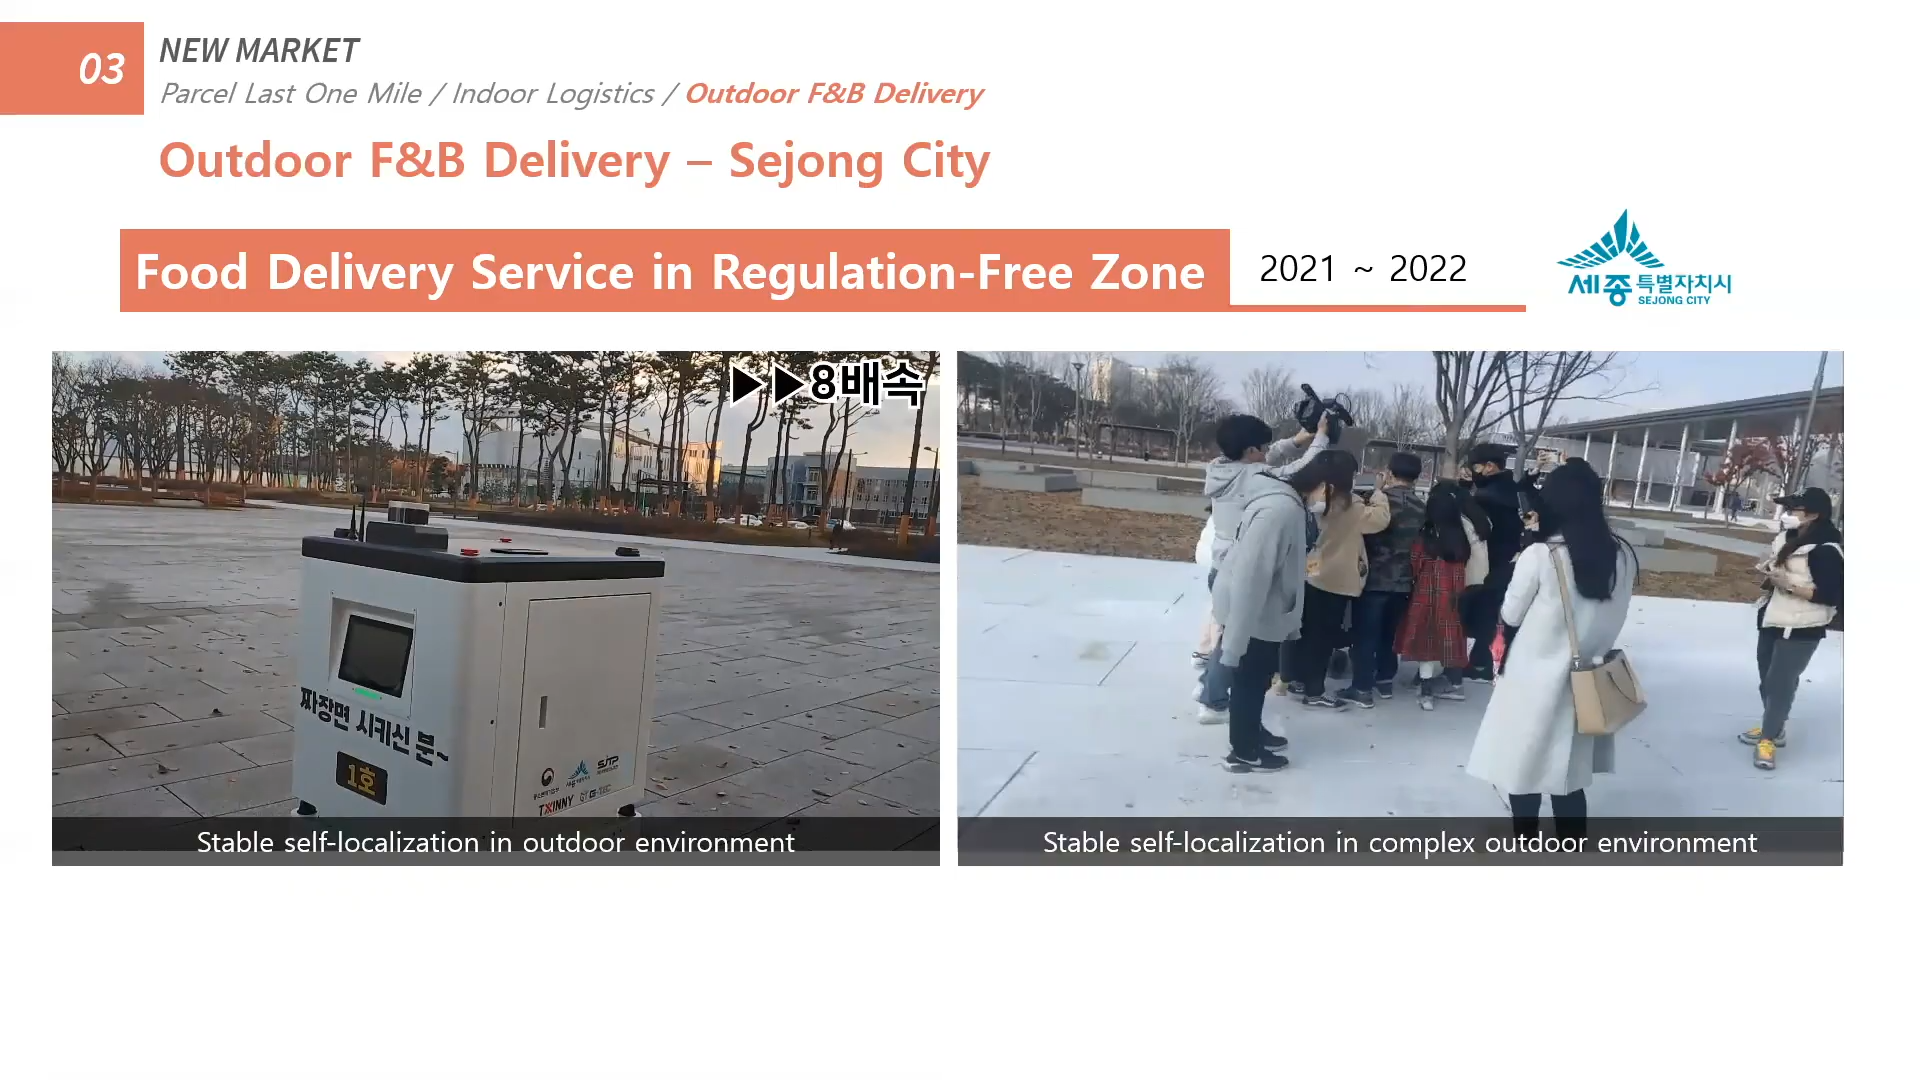 03
NEW MARKET
Parcel Last One Mile / Indoor Logistics / Outdoor F&B Delivery
Outdoor F&B Delivery – Sejong City
Food Delivery Service in Regulation-Free Zone
2021 ~ 2022
세종특별자치시
SEJONG CITY
▶▶8배속
짜장면 시키신 분~
1호
SJTP
TWINNY
Stable self-localization in outdoor environment
Stable self-localization in complex outdoor environment